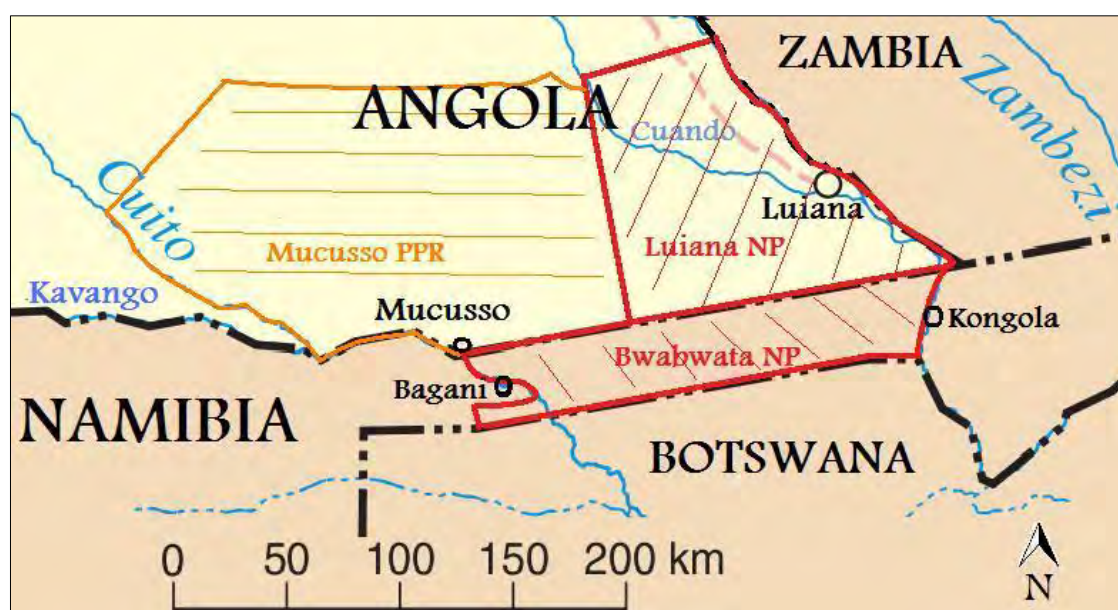 ZAMBIA
Zambezi
ANGOLA
Cuando
Cuito
Luiana
Mucusso PPR
Luiana NP
Kavango
Mucusso
Kongola
Bwabwata NP
Bagani
NAMIBIA
BOTSWANA
0 50 100 150 200 km
N